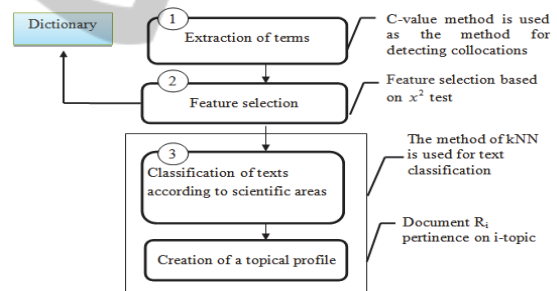 Dictionary
1
Extraction of terms
C-value method is used
as the method for
detecting collocations
2
Feature selection
Feature selection based
on x² test
3
Classification of texts
according to scientific areas
The method of kNN
is used for text
classification
Creation of a topical profile
Document Rᵢ
pertinence on i-topic